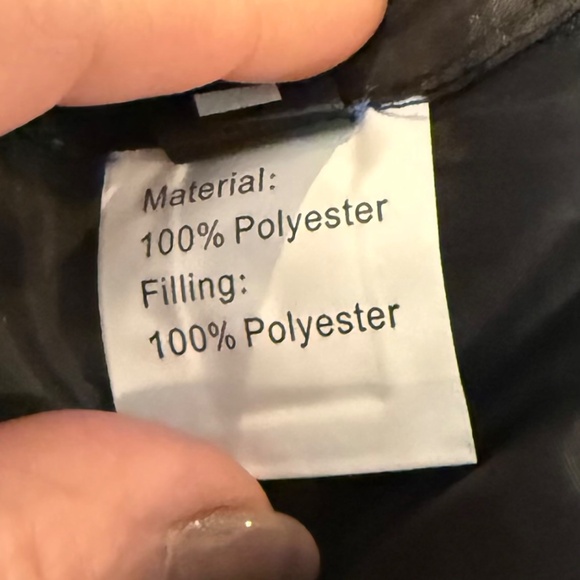 Material:
100% Polyester
Filling:
100% Polyester